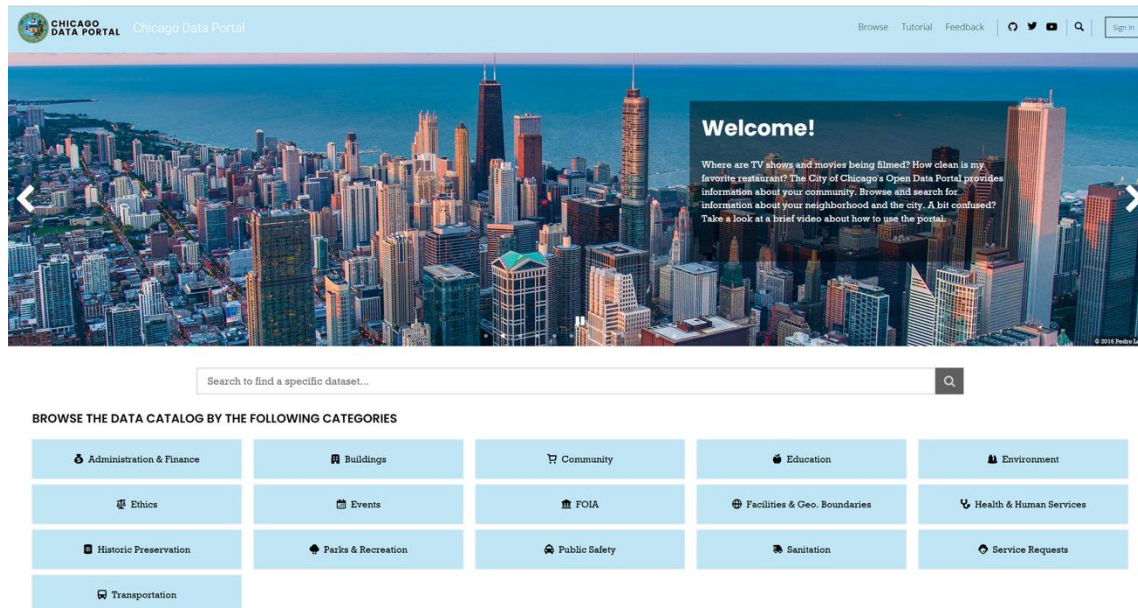 CHICAGO
DATA PORTAL
Chicago Data Portal
Browse Tutorial Feedback
Sign In
Welcome!
Where are TV shows and movies being filmed? How clean is my
favorite restaurant? The City of Chicago's Open Data Portal provides
information about your community. Browse and search for
information about your neighborhood and the city. A bit confused?
Take a look at a brief video about how to use the portal.
© 2016 Pedro
Search to find a specific dataset...
BROWSE THE DATA CATALOG BY THE FOLLOWING CATEGORIES
Administration & Finance
Buildings
Community
Education
Environment
Ethics
Events
FOIA
Facilities & Geo. Boundaries
Health & Human Services
Historic Preservation
Parks & Recreation
Public Safety
Sanitation
Service Requests
Transportation